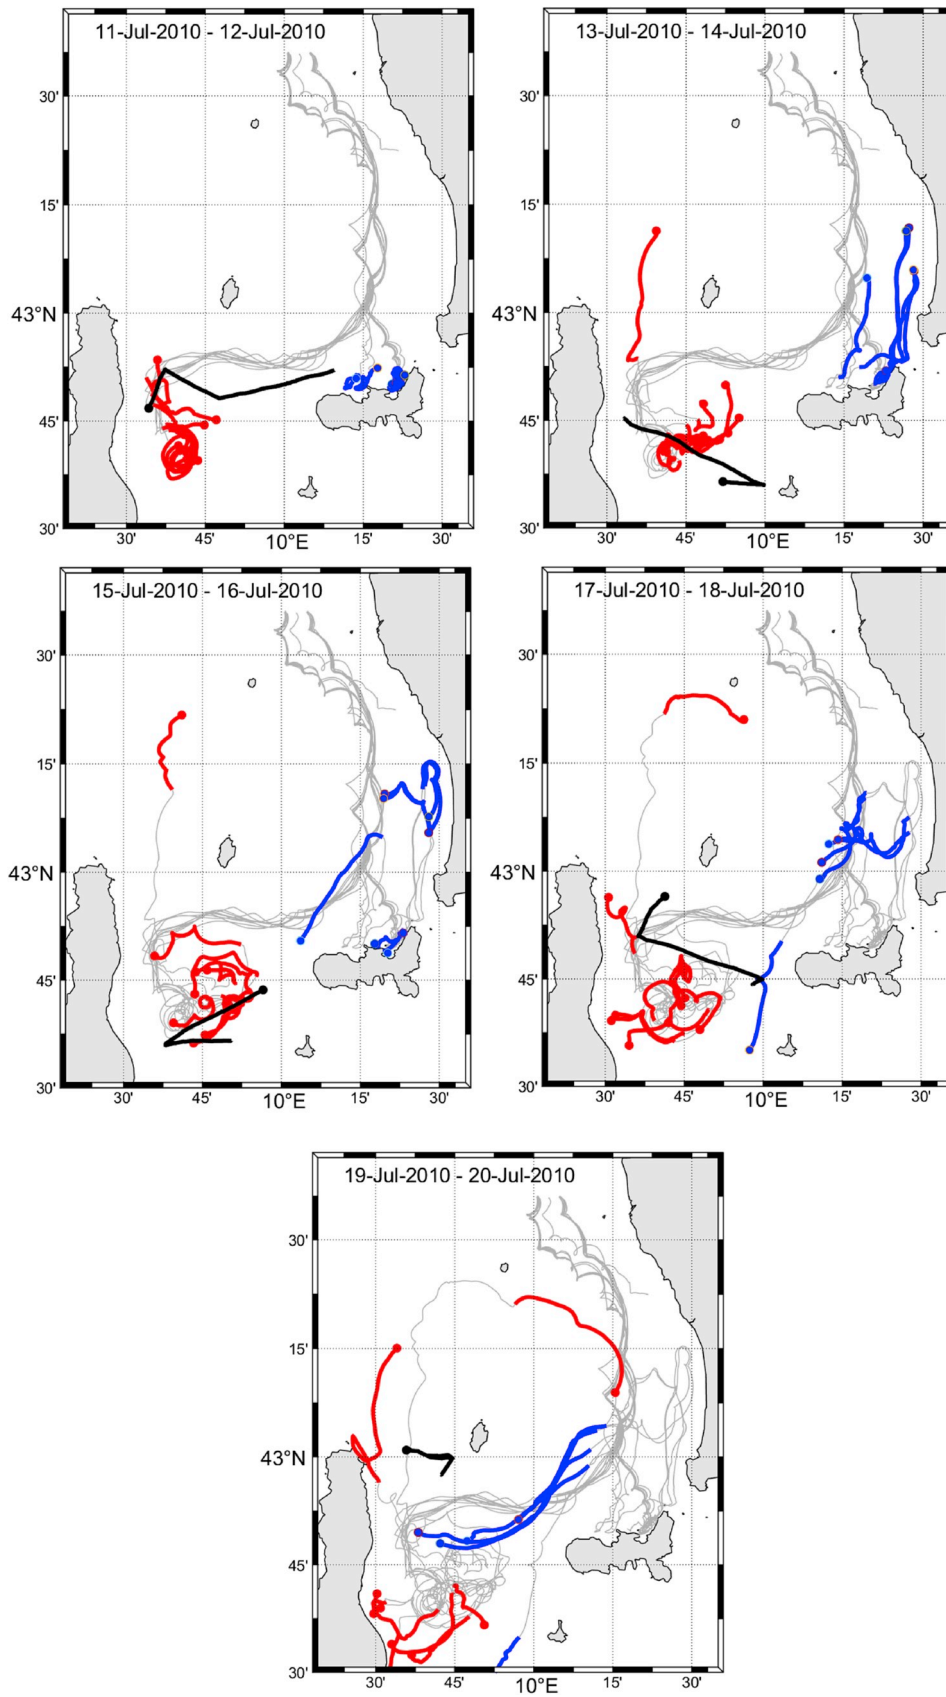 11-Jul-2010 - 12-Jul-2010
13-Jul-2010 - 14-Jul-2010
30'
30'
15'
15'
43°N
43°N
45'
45'
30'
30'
30' 45' 10°E 15' 30'
30' 45' 10°E 15' 30'
15-Jul-2010 - 16-Jul-2010
17-Jul-2010 - 18-Jul-2010
30'
30'
15'
15'
43°N
43°N
45'
45'
30'
30'
30' 45' 10°E 15' 30'
30' 45' 10°E 15' 30'
19-Jul-2010 - 20-Jul-2010
30'
15'
43°N
45'
30'
30' 45' 10°E 15' 30'